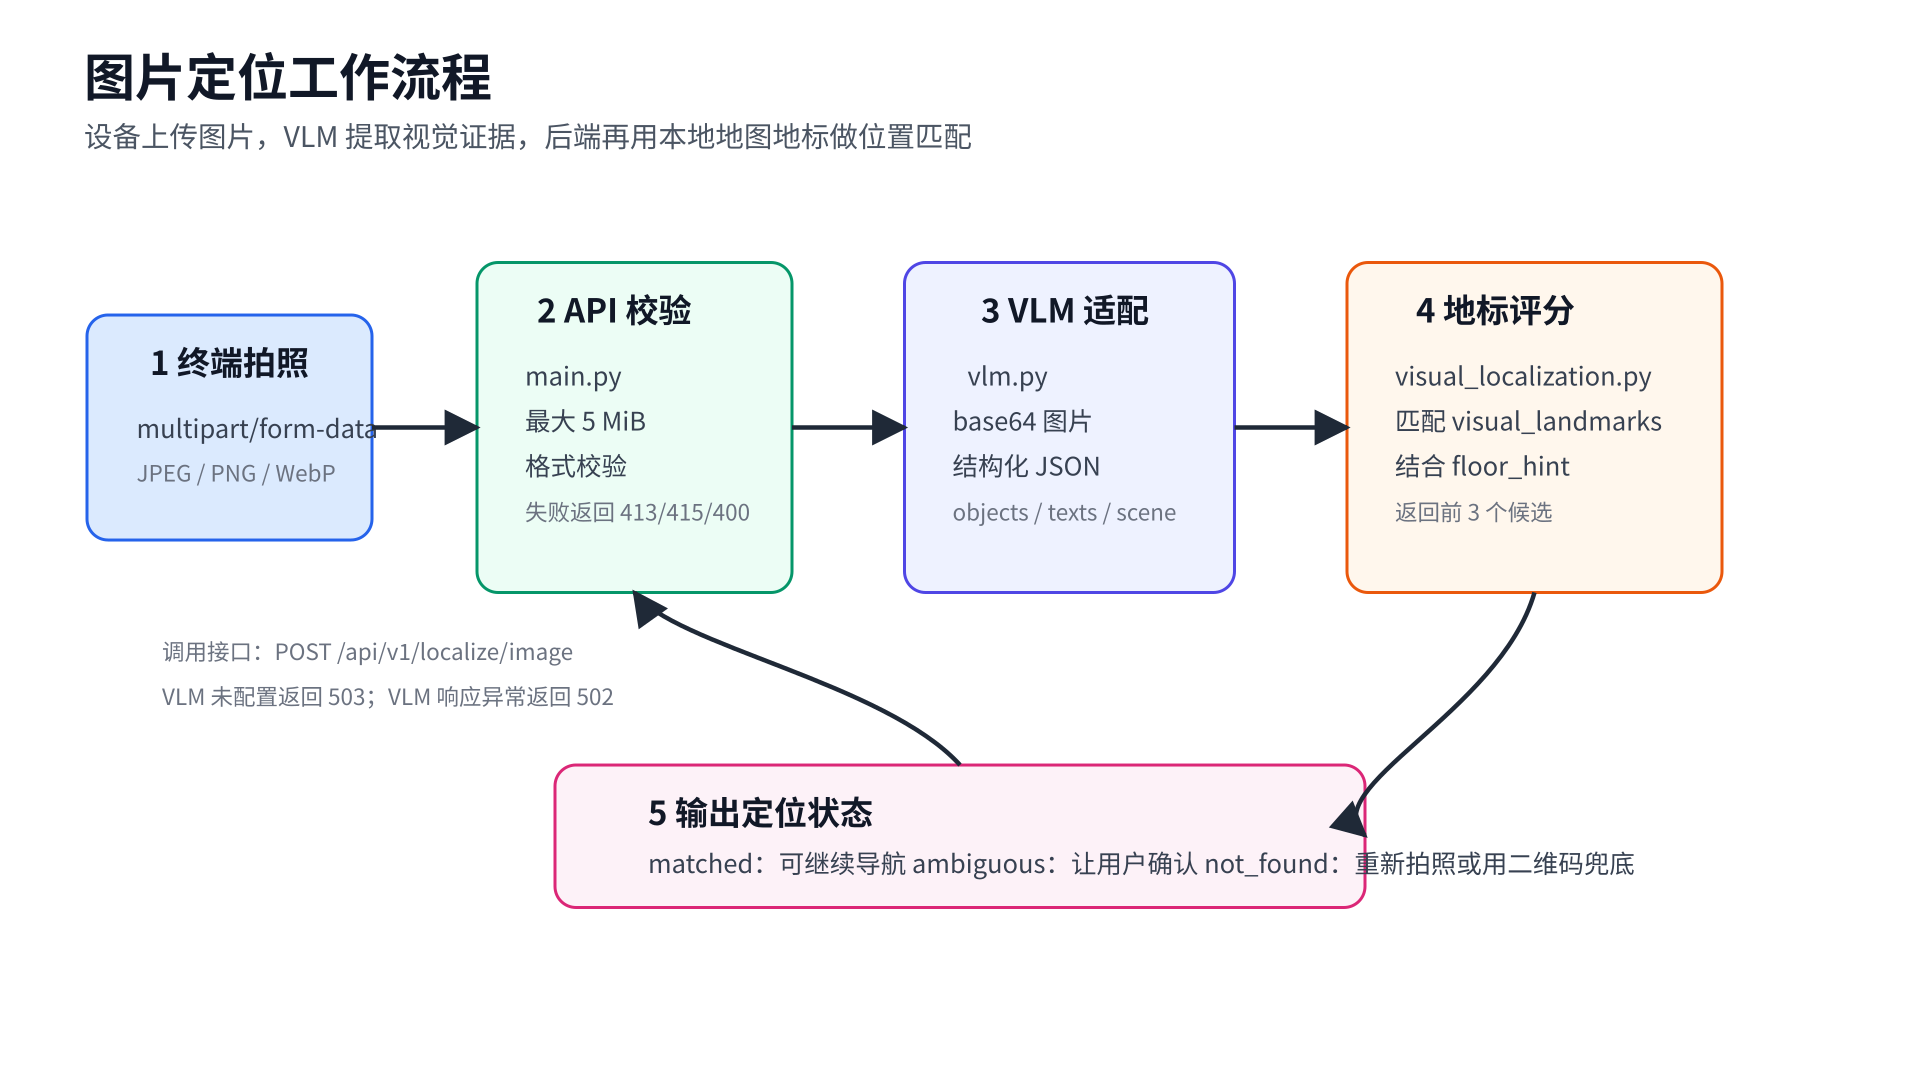 图片定位工作流程
设备上传图片，VLM 提取视觉证据，后端再用本地地图地标做位置匹配
1 终端拍照
multipart/form-data
JPEG / PNG / WebP
2 API 校验
main.py
最大 5 MiB
格式校验
失败返回 413/415/400
3 VLM 适配
vlm.py
base64 图片
结构化 JSON
objects / texts / scene
4 地标评分
visual_localization.py
匹配 visual_landmarks
结合 floor_hint
返回前 3 个候选
调用接口：POST /api/v1/localize/image
VLM 未配置返回 503；VLM 响应异常返回 502
5 输出定位状态
matched：可继续导航 ambiguous：让用户确认 not_found：重新拍照或用二维码兜底